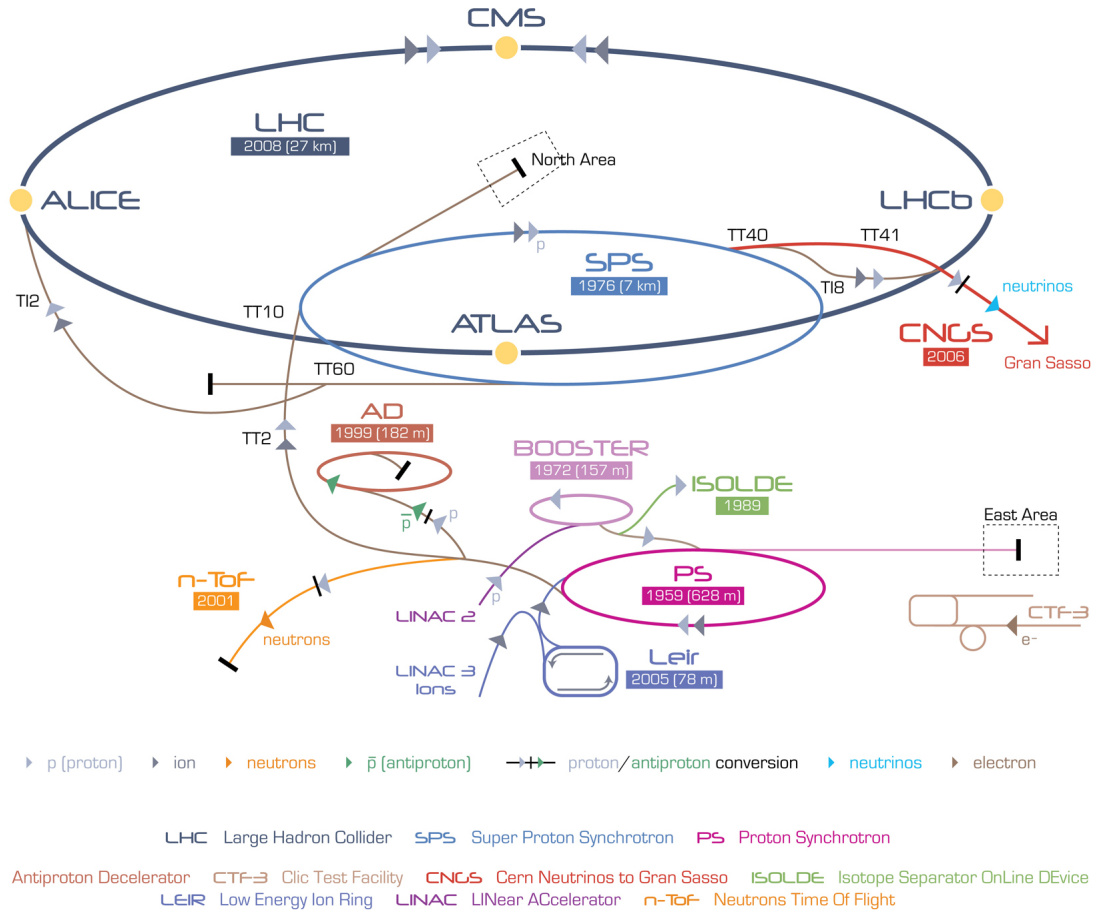 CMS
LHC
2008 (27 km)
North Area
ALICE
LHCb
TT40
TT41
p
SPS
1976 (7 km)
TI8
neutrinos
TI2
TT10
ATLAS
CNGS
2006
Gran Sasso
TT60
AD
1999 (182 m)
TT2
BOOSTER
1972 (157 m)
ISOLDE
1989
p̄
p
East Area
n-ToF
2001
PS
1959 (628 m)
LINAC 2
p
neutrons
CTF-3
e-
LINAC 3
Ions
Leir
2005 (78 m)
p (proton) ion neutrons p̄ (antiproton) proton/antiproton conversion neutrinos electron
LHC Large Hadron Collider SPS Super Proton Synchrotron PS Proton Synchrotron
Antiproton Decelerator CTF-3 Clic Test Facility CNGS Cern Neutrinos to Gran Sasso ISOLDE Isotope Separator OnLine DEvice
LEIR Low Energy Ion Ring LINAC LINear ACcelerator n-ToF Neutrons Time Of Flight